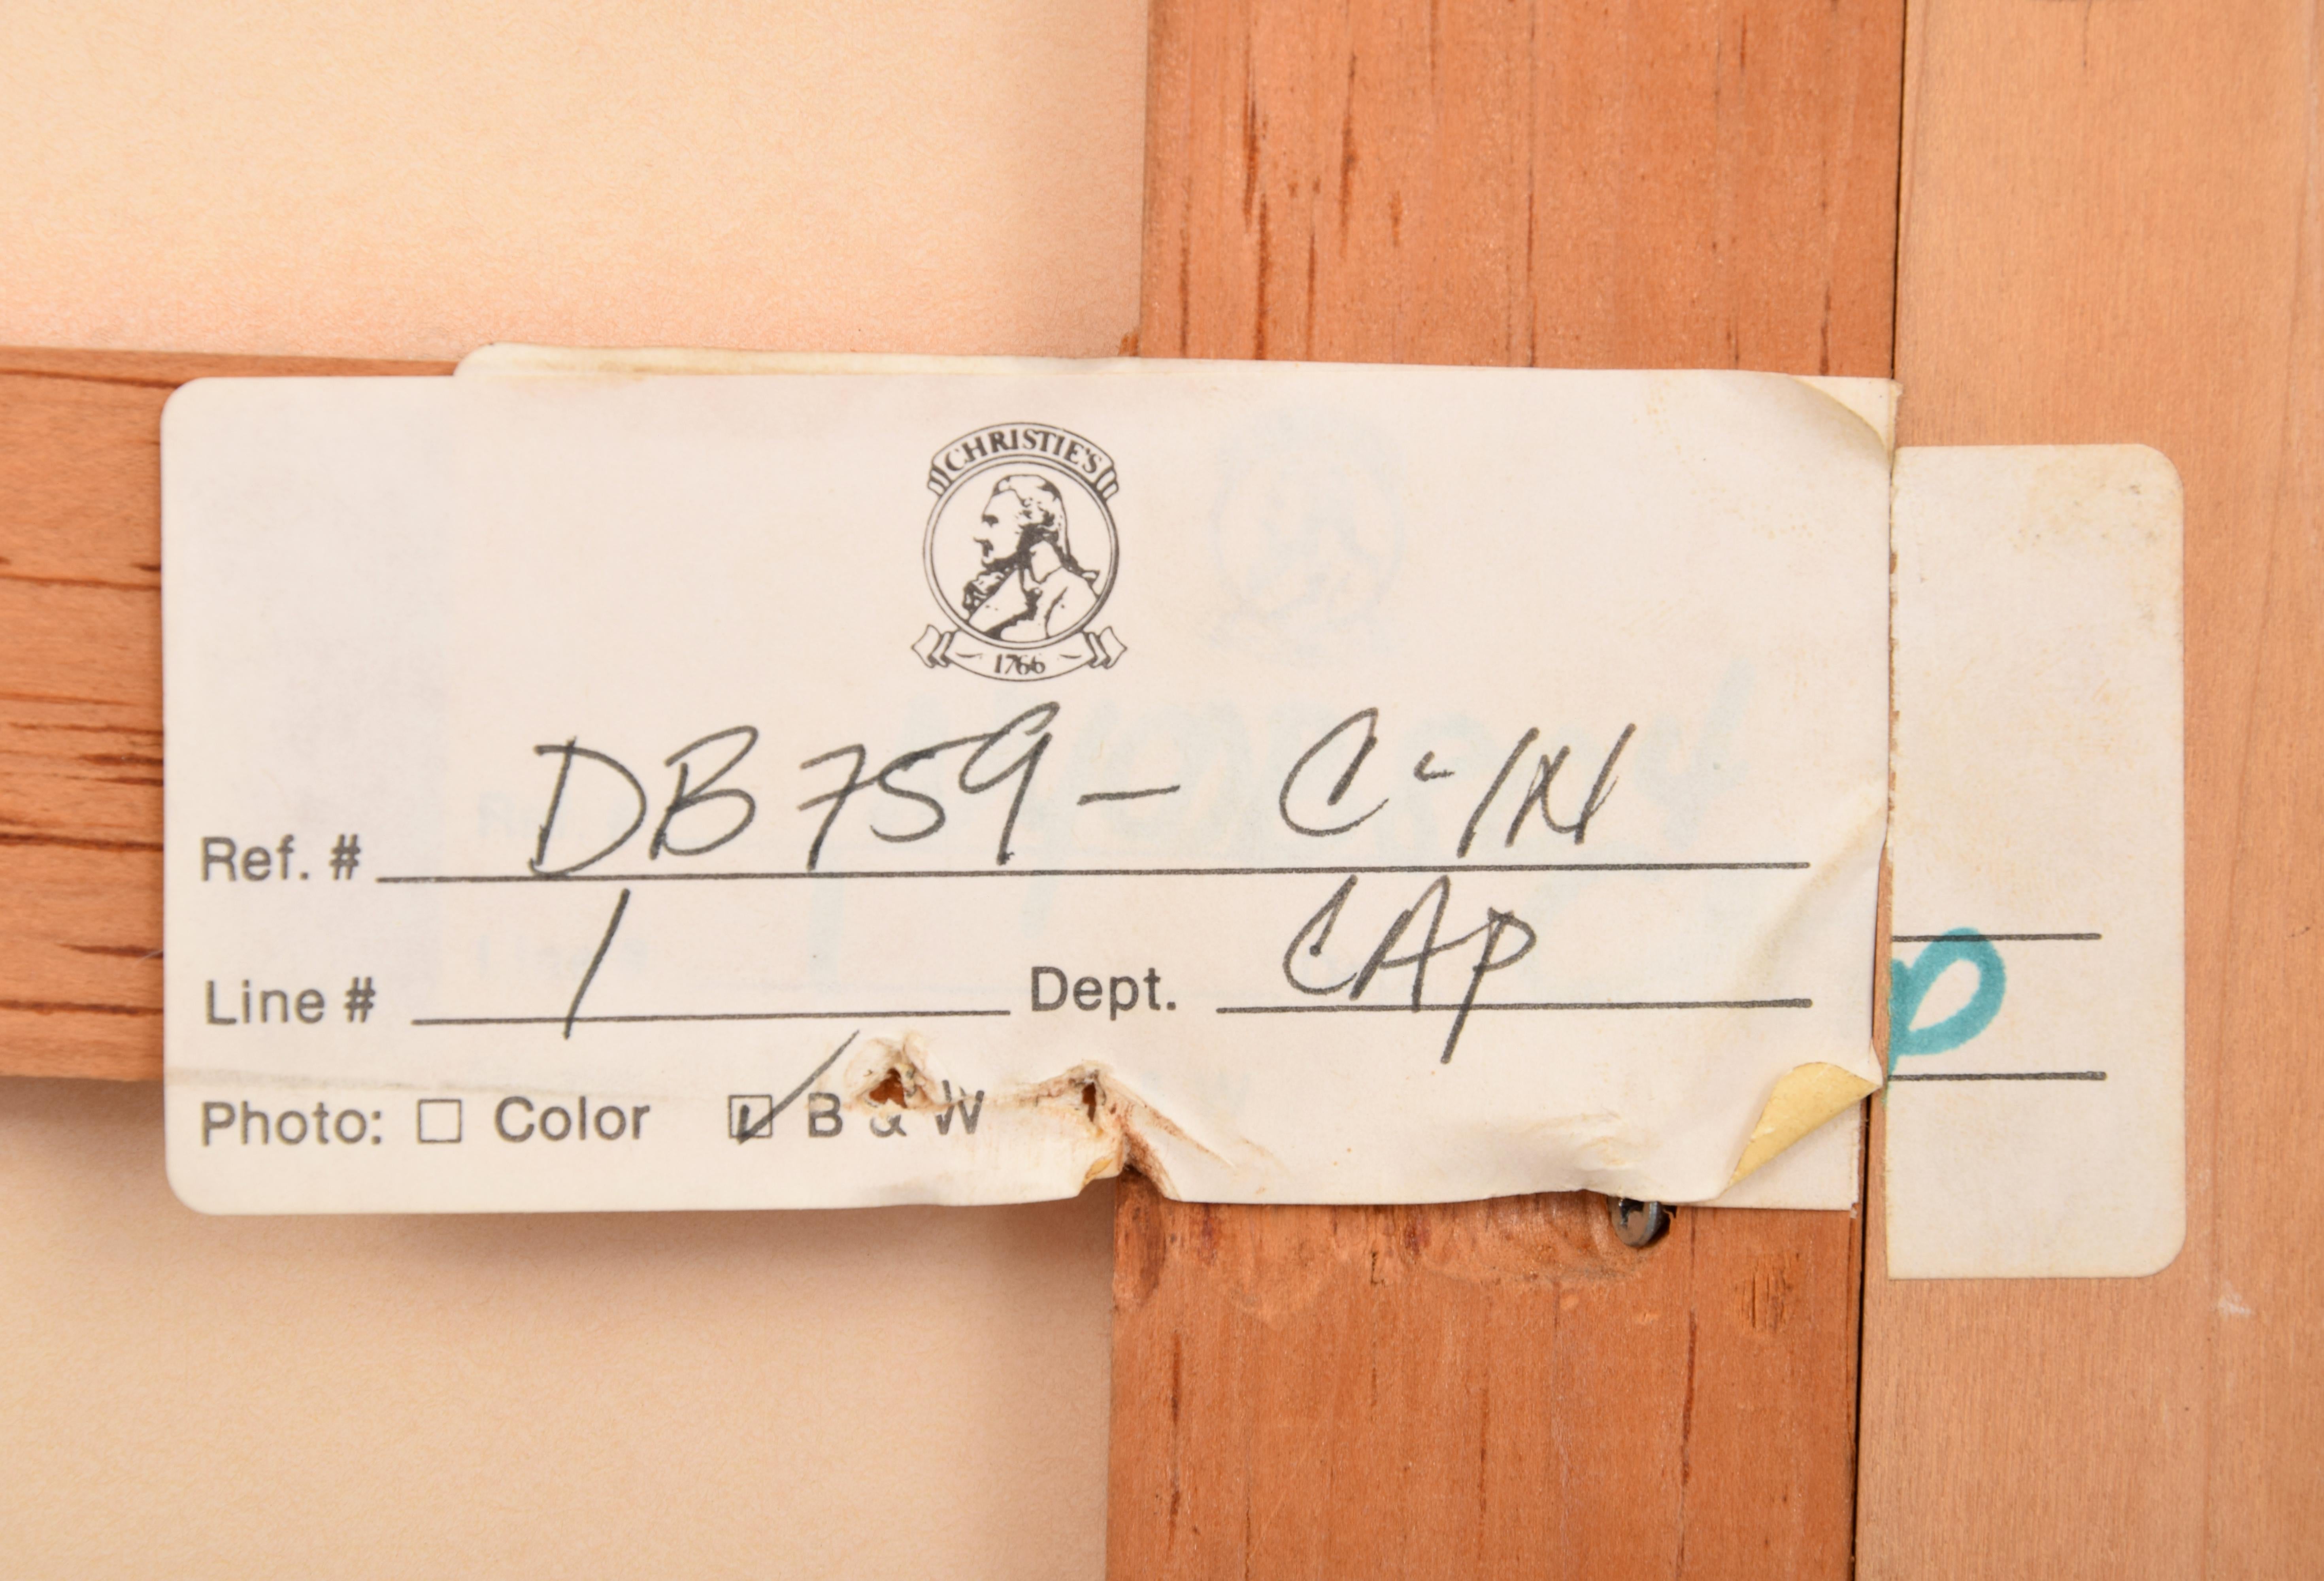 CHRISTIE'S
1766
Ref. # DB759- C-IN
Line # 1 Dept. CAP
Photo: Color B & W